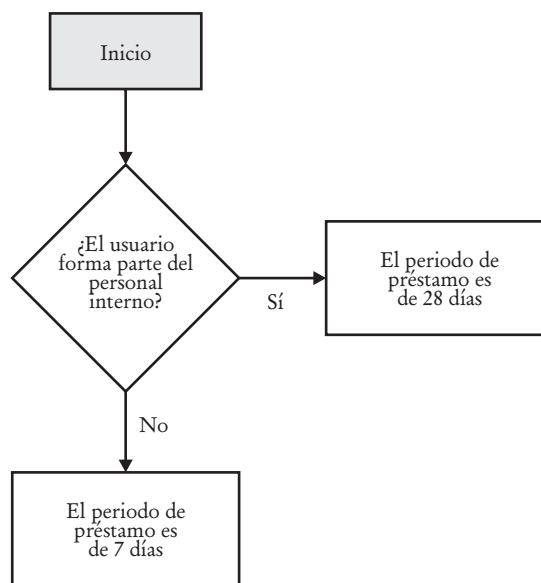 Inicio
¿El usuario
forma parte del
personal
interno?
Sí
El periodo de
préstamo es
de 28 días
No
El periodo de
préstamo es
de 7 días